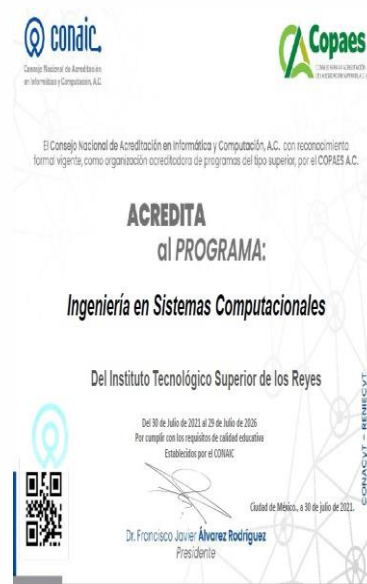 conaic.
Consejo Nacional de Acreditación
en Informática y Computación, A.C.
Copaes
El Consejo Nacional de Acreditación en Informática y Computación, A.C. con reconocimiento
formal vigente, como organización acreditadora de programas del tipo superior, por el COPAES A.C.
ACREDITA
al PROGRAMA:
Ingeniería en Sistemas Computacionales
Del Instituto Tecnológico Superior de los Reyes
Del 30 de Julio de 2021 al 29 de Julio de 2026
Por cumplir con los requisitos de calidad educativa
Establecidos por el CONAIC
CONACYT - RENIECYT
Ciudad de México., a 30 de julio de 2021.
Dr. Francisco Javier Álvarez Rodríguez
Presidente